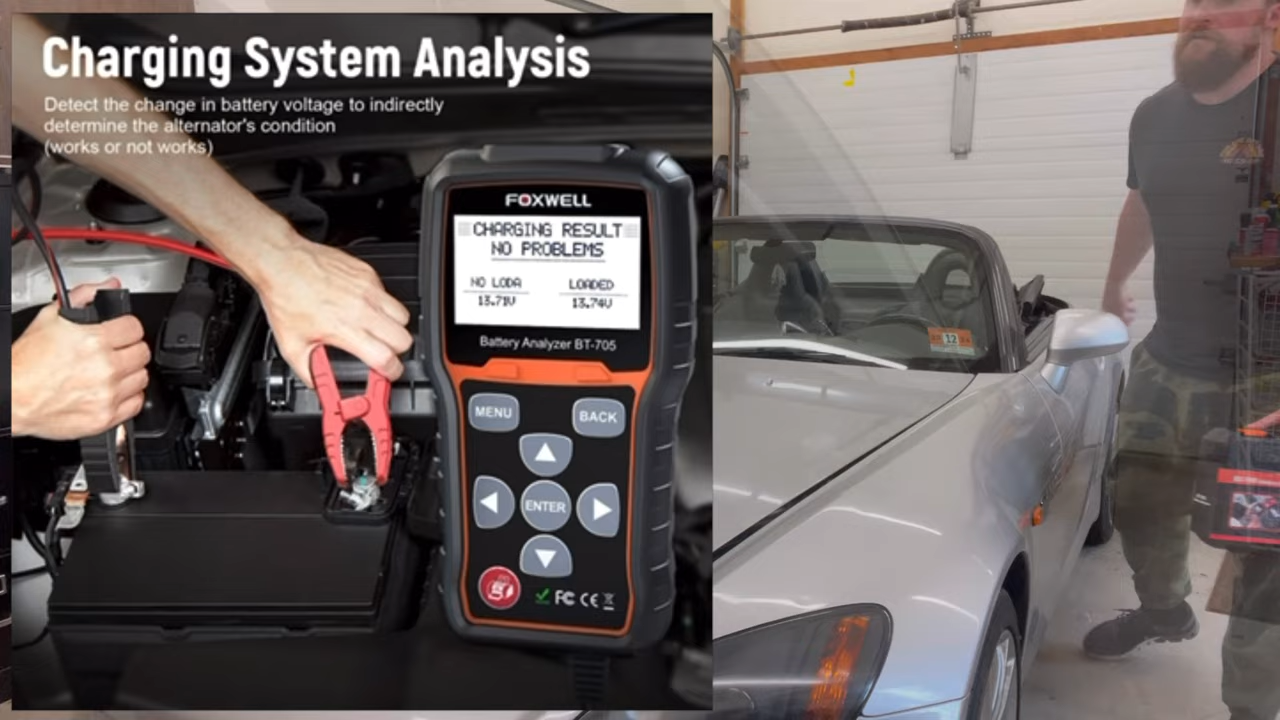 Charging System Analysis
Detect the change in battery voltage to indirectly
determine the alternator's condition
(works or not works)
FOXWELL
CHARGING RESULT
NO PROBLEMS
NO LODA LOADED
13.71V 13.74V
Battery Analyzer BT-705
MENU
BACK
ENTER
FC CE
12